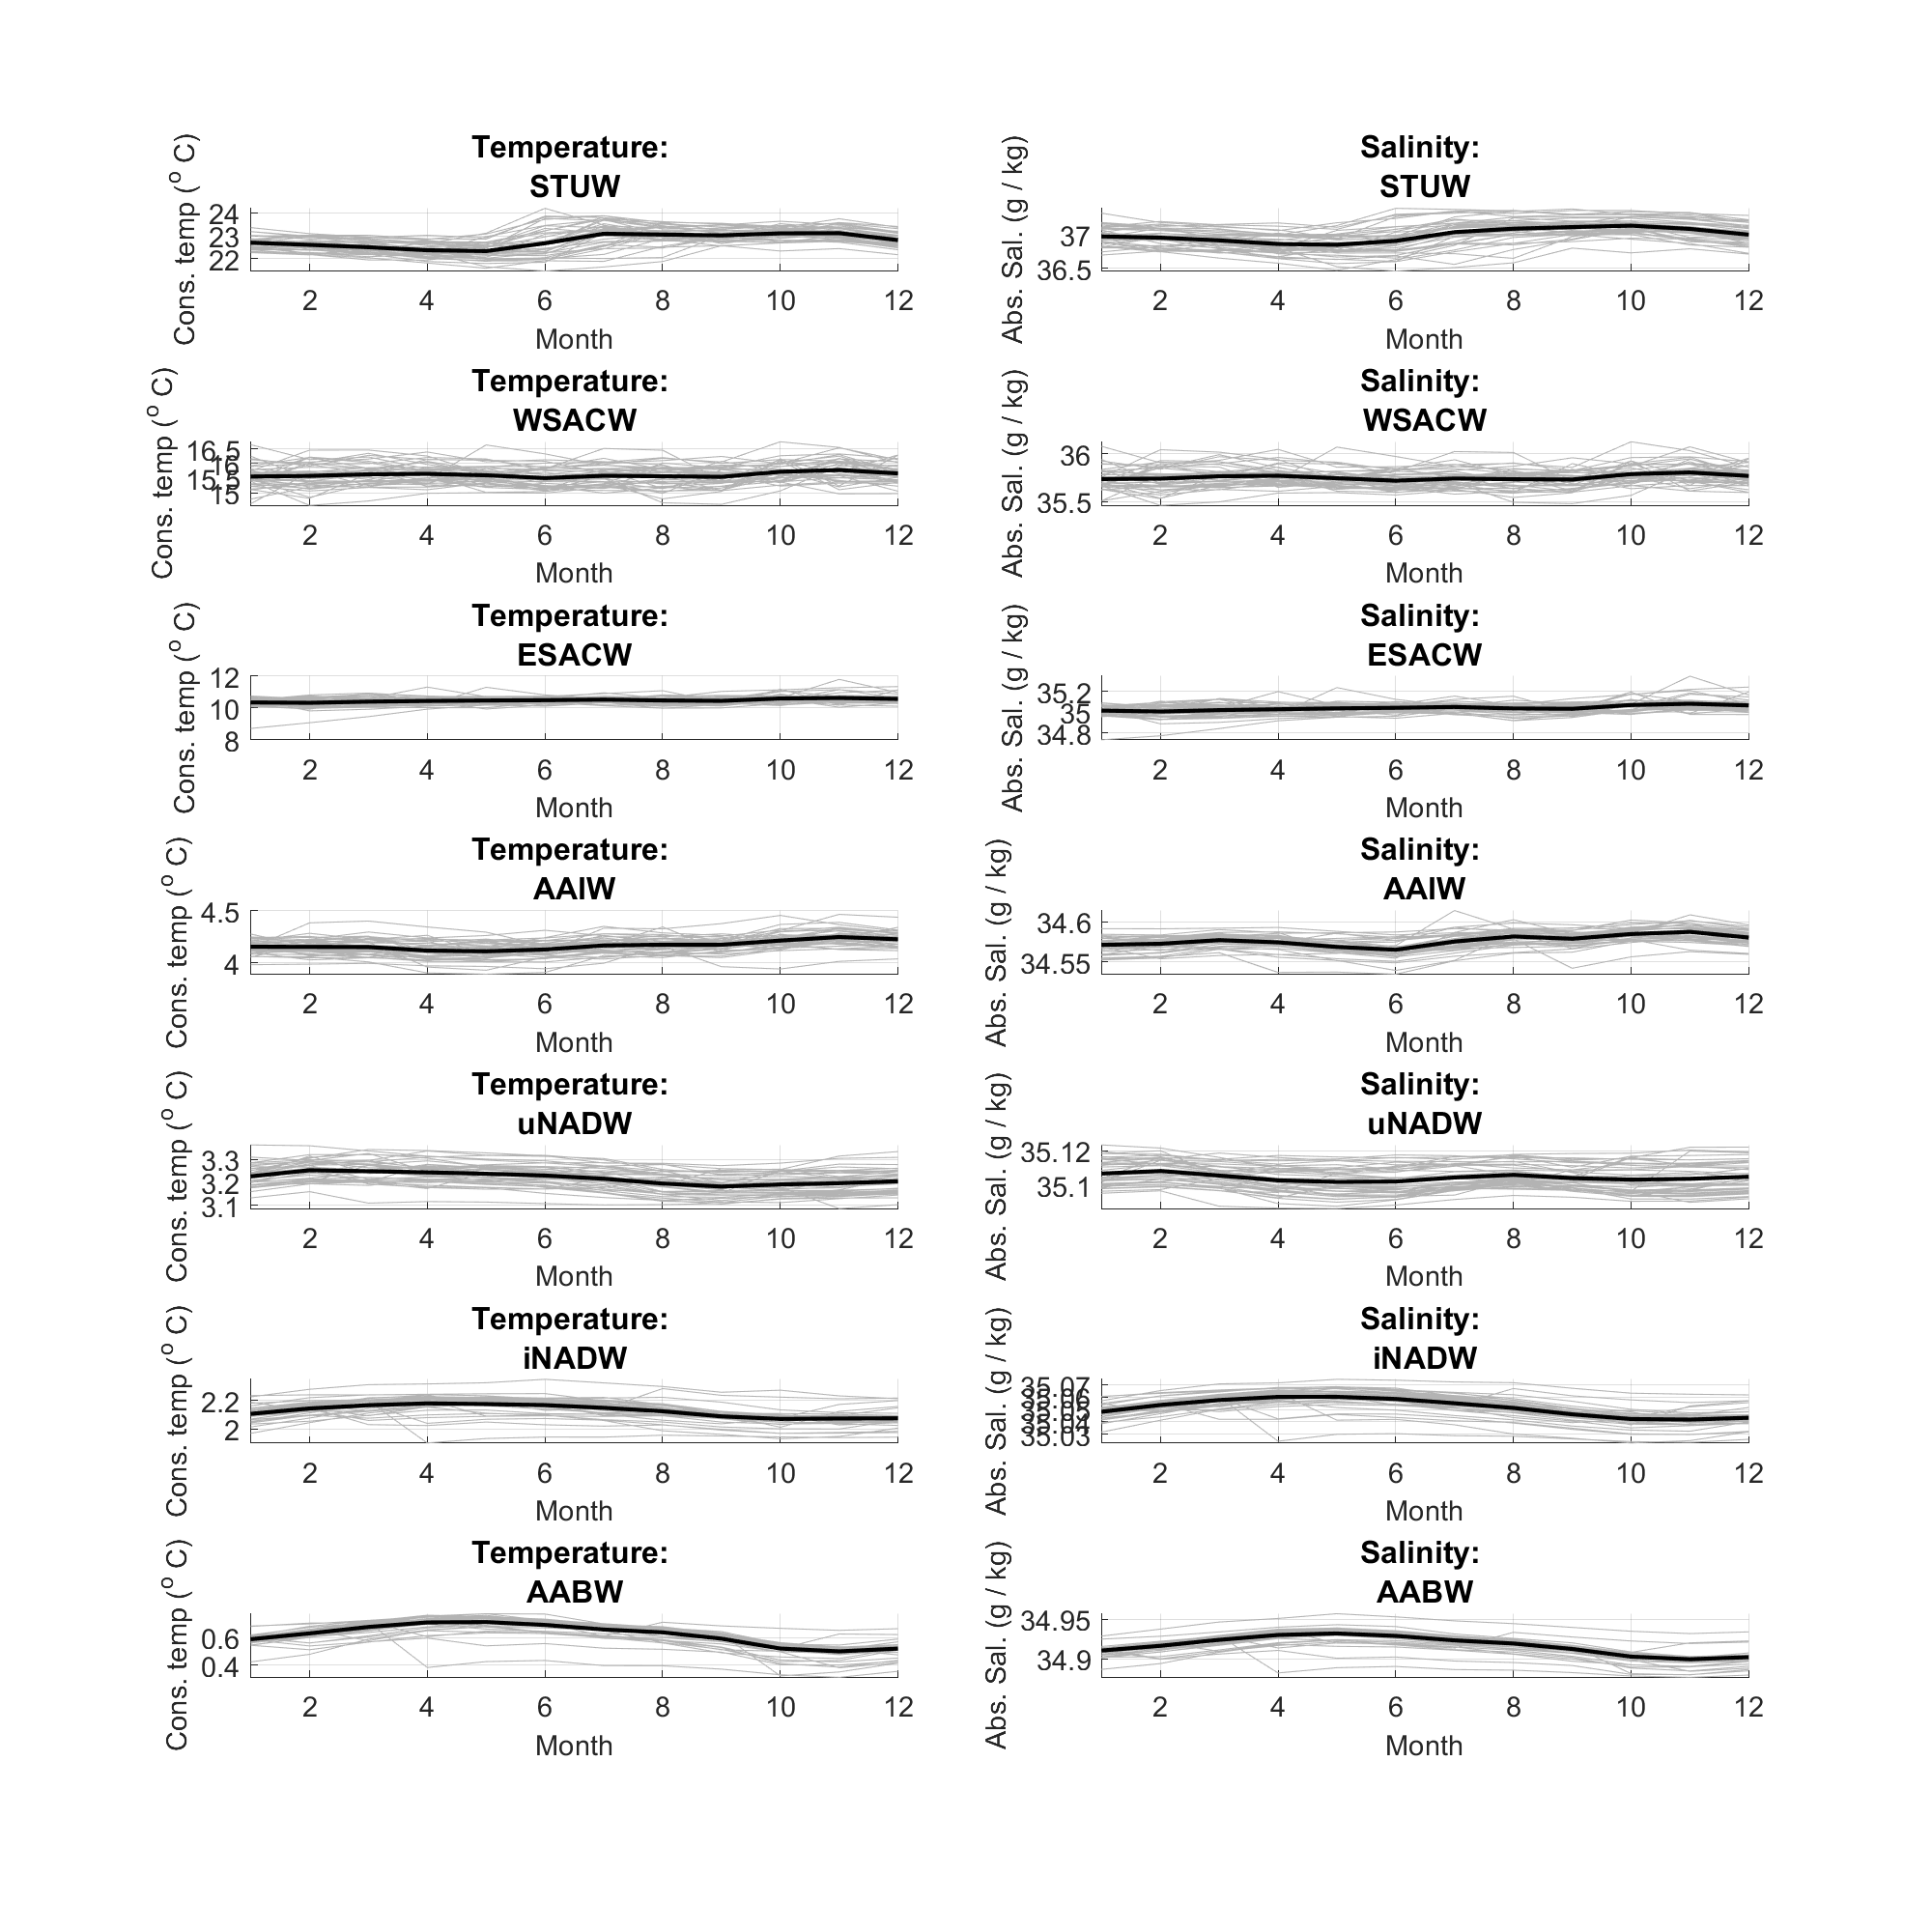 Temperature:
STUW
Cons. temp (° C)
24
23
22
2 4 6 8 10 12
Month
Salinity:
STUW
Abs. Sal. (g / kg)
37
36.5
2 4 6 8 10 12
Month
Temperature:
WSACW
Cons. temp (° C)
16.5
16
15.5
15
2 4 6 8 10 12
Month
Salinity:
WSACW
Abs. Sal. (g / kg)
36
35.5
2 4 6 8 10 12
Month
Temperature:
ESACW
Cons. temp (° C)
12
10
8
2 4 6 8 10 12
Month
Salinity:
ESACW
Abs. Sal. (g / kg)
35.2
35
34.8
2 4 6 8 10 12
Month
Temperature:
AAIW
Cons. temp (° C)
4.5
4
2 4 6 8 10 12
Month
Salinity:
AAIW
Abs. Sal. (g / kg)
34.6
34.55
2 4 6 8 10 12
Month
Temperature:
uNADW
Cons. temp (° C)
3.3
3.2
3.1
2 4 6 8 10 12
Month
Salinity:
uNADW
Abs. Sal. (g / kg)
35.12
35.1
2 4 6 8 10 12
Month
Temperature:
iNADW
Cons. temp (° C)
2.2
2
2 4 6 8 10 12
Month
Salinity:
iNADW
Abs. Sal. (g / kg)
35.07
35.06
35.05
35.04
35.03
2 4 6 8 10 12
Month
Temperature:
AABW
Cons. temp (° C)
0.6
0.4
2 4 6 8 10 12
Month
Salinity:
AABW
Abs. Sal. (g / kg)
34.95
34.9
2 4 6 8 10 12
Month